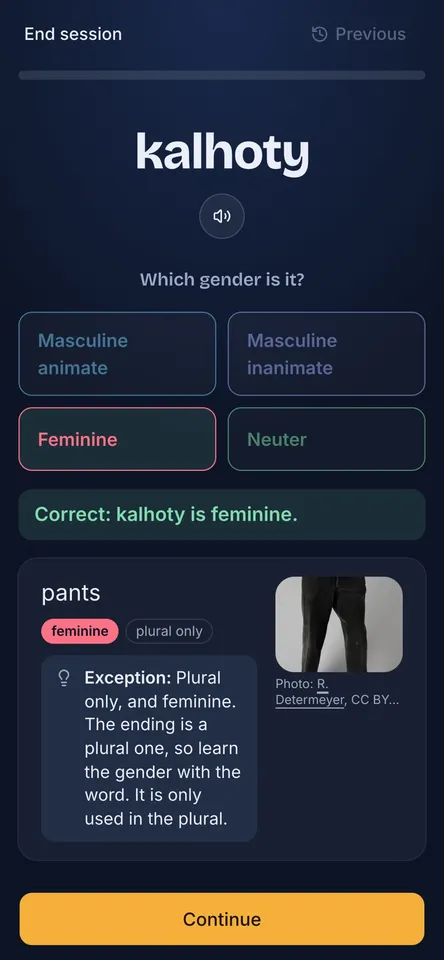 End session
Previous
kalhoty
Which gender is it?
Masculine
animate
Masculine
inanimate
Feminine
Neuter
Correct: kalhoty is feminine.
pants
feminine
plural only
Exception: Plural
only, and feminine.
The ending is a
plural one, so learn
the gender with the
word. It is only
used in the plural.
Photo: R.
Determeyer, CC BY...
Continue